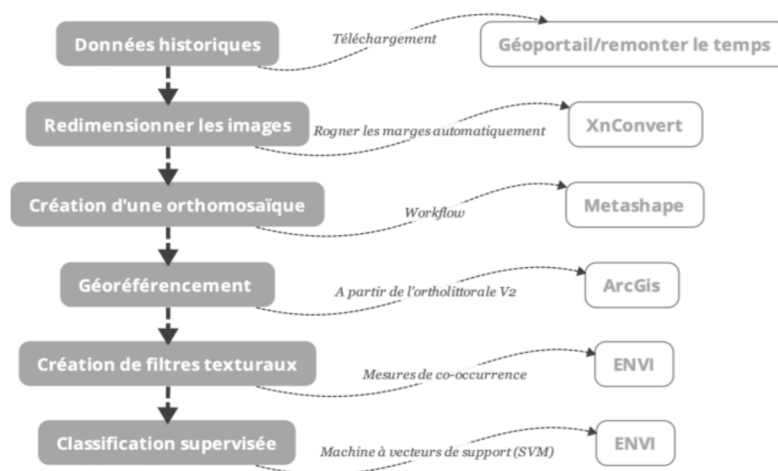 Données historiques
Téléchargement
Géoportail/remonter le temps
Redimensionner les images
Rogner les marges automatiquement
XnConvert
Création d'une orthomosaïque
Workflow
Metashape
Géoréférencement
A partir de l'ortholittorale V2
ArcGis
Création de filtres texturaux
Mesures de co-occurrence
ENVI
Classification supervisée
Machine à vecteurs de support (SVM)
ENVI